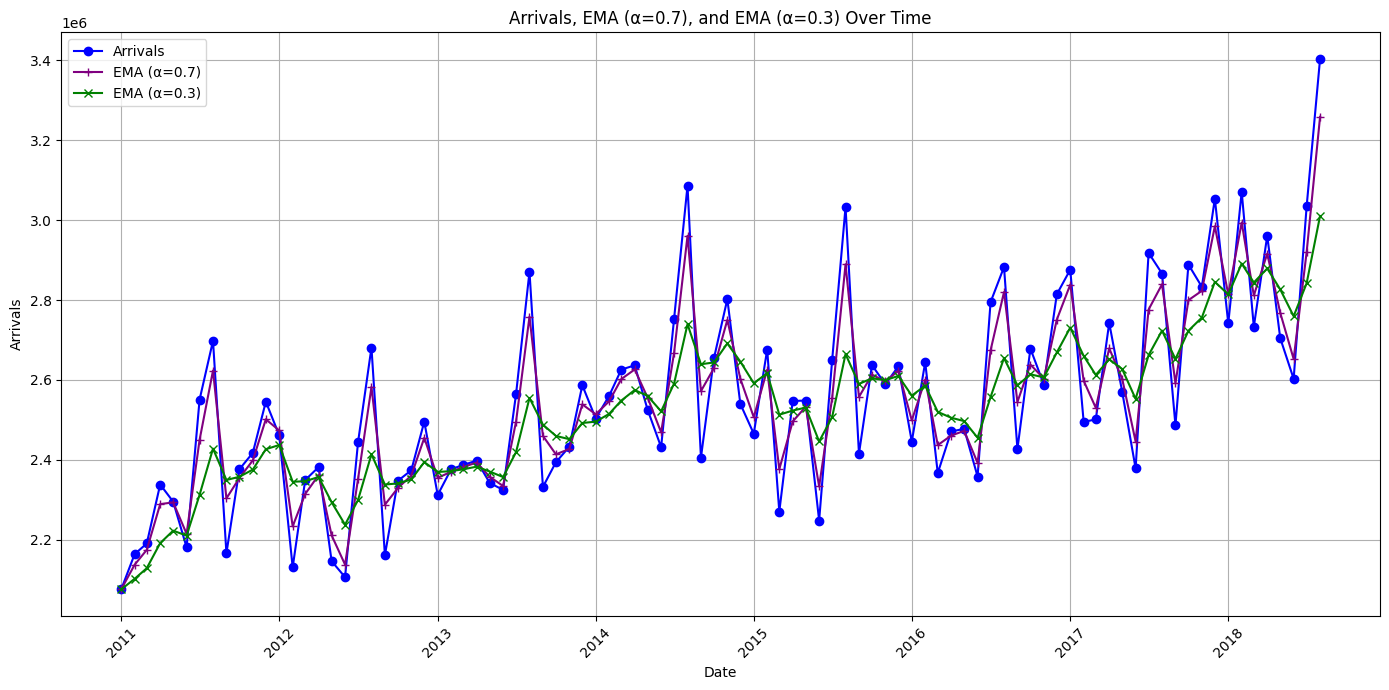 Arrivals, EMA (α=0.7), and EMA (α=0.3) Over Time
1e6
Arrivals
EMA (α=0.7)
EMA (α=0.3)
3.4
3.2
3.0
2.8
2.6
2.4
2.2
Arrivals
2011
2012
2013
2014
2015
2016
2017
2018
Date